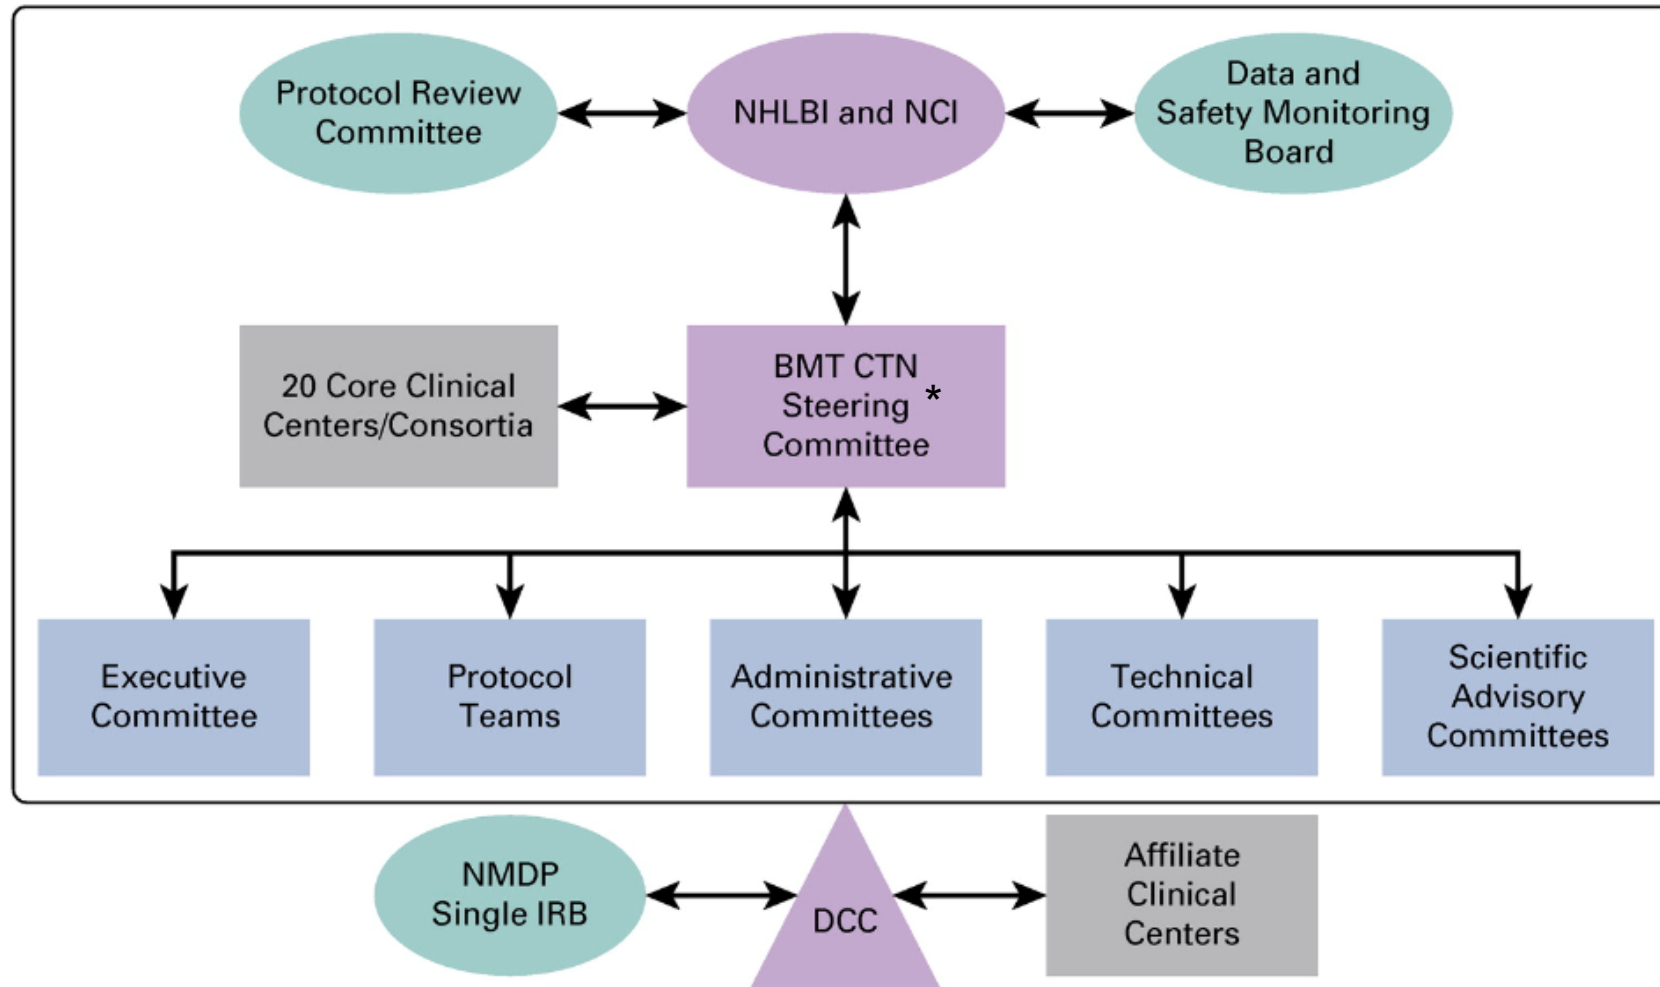 Protocol Review
Committee
NHLBI and NCI
Data and
Safety Monitoring
Board
20 Core Clinical
Centers/Consortia
BMT CTN
Steering *
Committee
Executive
Committee
Protocol
Teams
Administrative
Committees
Technical
Committees
Scientific
Advisory
Committees
NMDP
Single IRB
DCC
Affiliate
Clinical
Centers